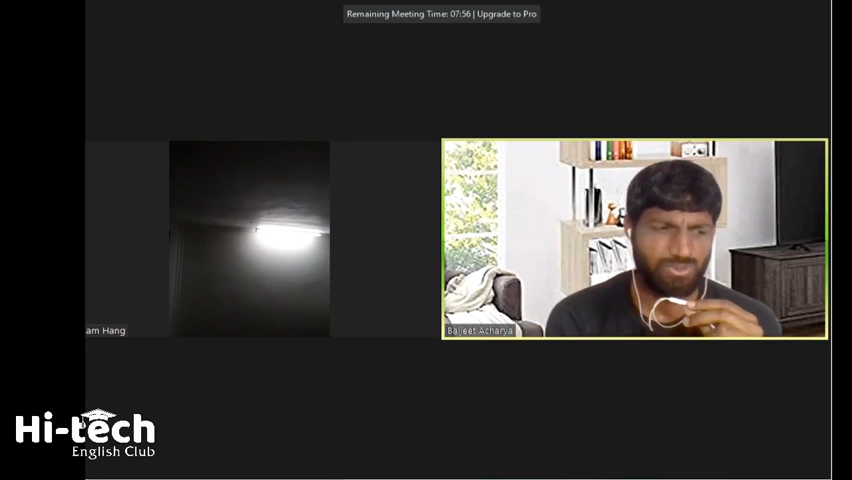 Remaining Meeting Time: 07:56 | Upgrade to Pro
am Hang
Baljeet Acharya
Hi-tech
English Club